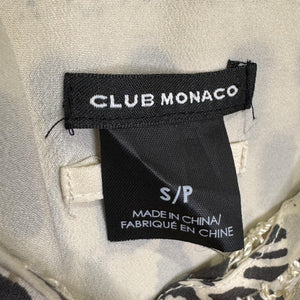 CLUB MONACO
S/P
MADE IN CHINA/
FABRIQUÉ EN CHINE